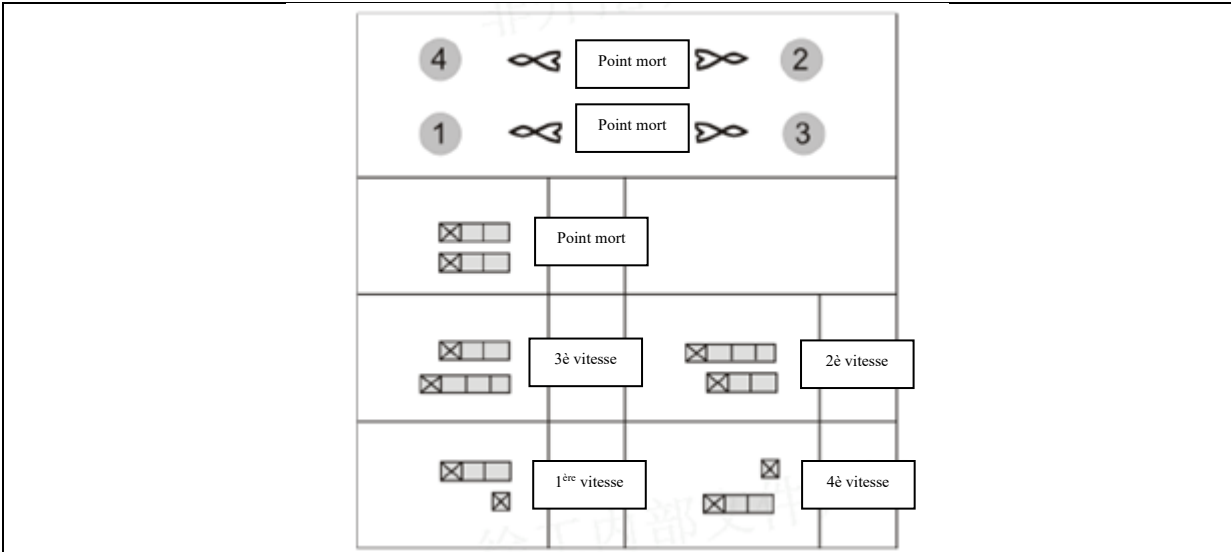 4 Point mort 2
1 Point mort 3
Point mort
3è vitesse 2è vitesse
1ère vitesse 4è vitesse